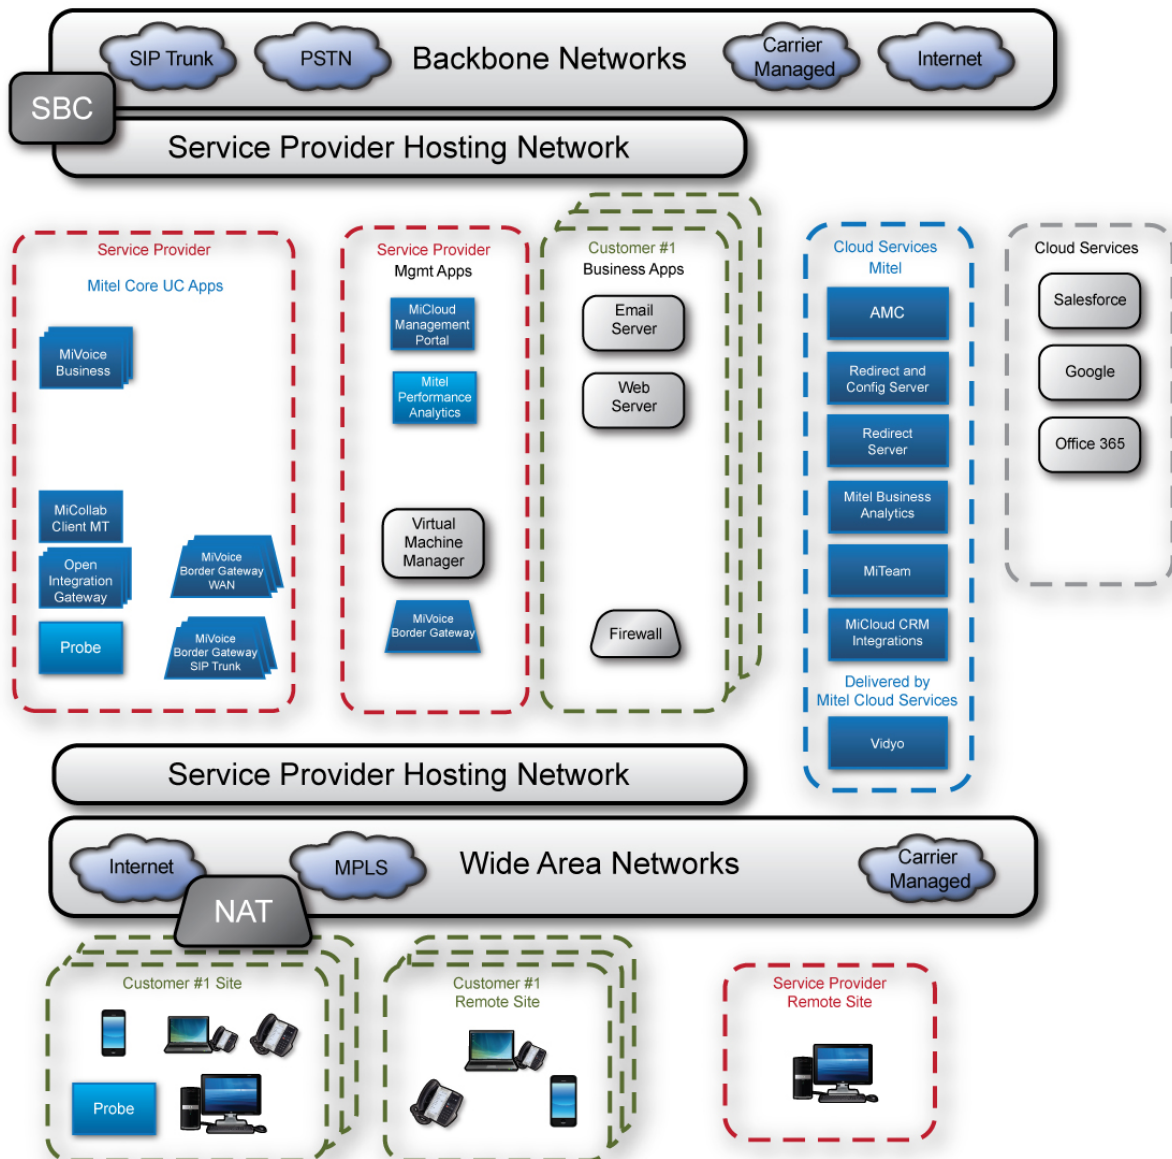 SIP Trunk
PSTN
Backbone Networks
Carrier
Managed
Internet
SBC
Service Provider Hosting Network
Service Provider
Mitel Core UC Apps
MiVoice
Business
MiCollab
Client MT
Open
Integration
Gateway
MiVoice
Border Gateway
WAN
Probe
MiVoice
Border Gateway
SIP Trunk
Service Provider
Mgmt Apps
MiCloud
Management
Portal
Mitel
Performance
Analytics
Virtual
Machine
Manager
MiVoice
Border Gateway
Customer #1
Business Apps
Email
Server
Web
Server
Firewall
Cloud Services
Mitel
AMC
Redirect and
Config Server
Redirect
Server
Mitel Business
Analytics
MiTeam
MiCloud CRM
Integrations
Delivered by
Mitel Cloud Services
Vidyo
Cloud Services
Salesforce
Google
Office 365
Service Provider Hosting Network
Internet
MPLS
Wide Area Networks
Carrier
Managed
NAT
Customer #1 Site
Probe
Customer #1
Remote Site
Service Provider
Remote Site